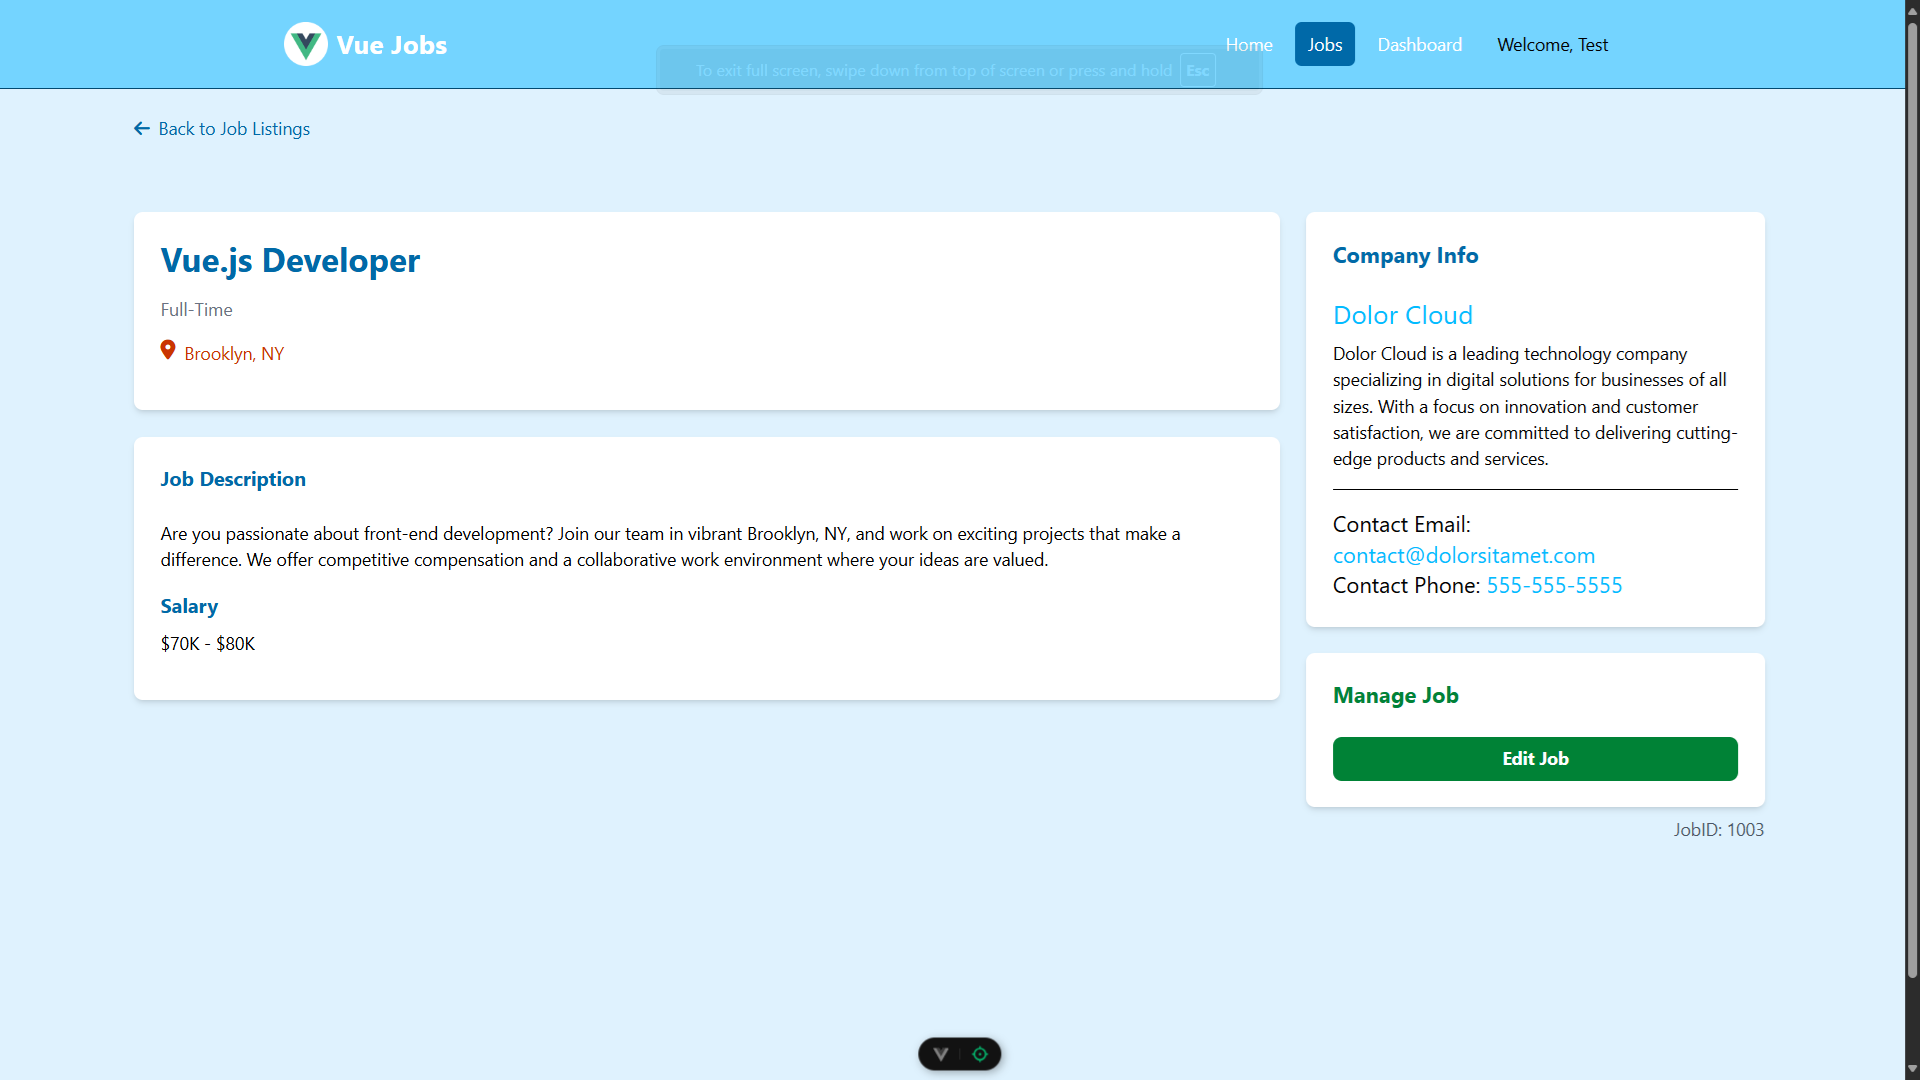 Vue Jobs
Home
Jobs
Dashboard
Welcome, Test
To exit full screen, swipe down from top of screen or press and hold Esc
Back to Job Listings
Vue.js Developer
Full-Time
Brooklyn, NY
Job Description
Are you passionate about front-end development? Join our team in vibrant Brooklyn, NY, and work on exciting projects that make a
difference. We offer competitive compensation and a collaborative work environment where your ideas are valued.
Salary
$70K - $80K
Company Info
Dolor Cloud
Dolor Cloud is a leading technology company
specializing in digital solutions for businesses of all
sizes. With a focus on innovation and customer
satisfaction, we are committed to delivering cutting-
edge products and services.
Contact Email:
contact@dolorsitamet.com
Contact Phone: 555-555-5555
Manage Job
Edit Job
JobID: 1003